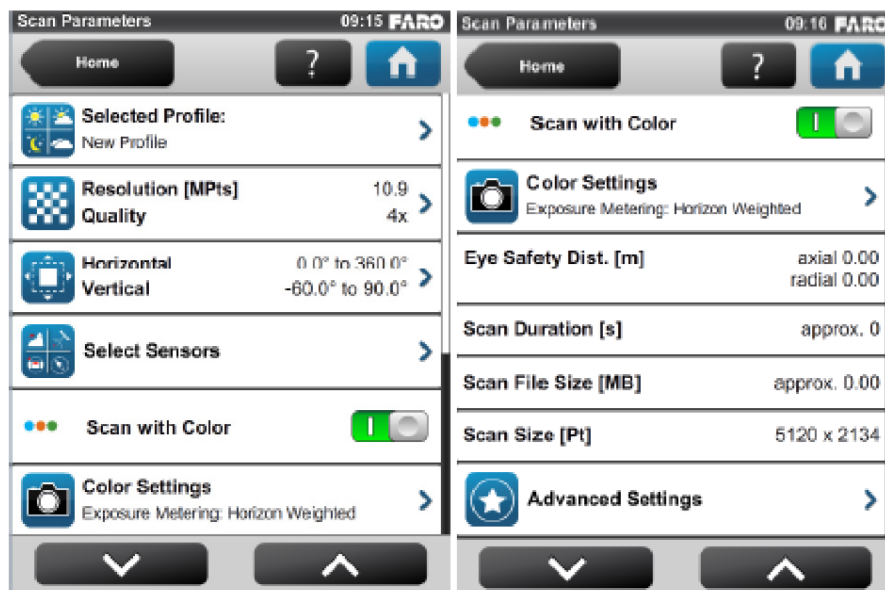 Scan Parameters 09:15 FARO
Home ?
Selected Profile:
New Profile
Resolution [MPts] 10.9
Quality 4x
Horizontal 0.0° to 360.0°
Vertical -60.0° to 90.0°
Select Sensors
Scan with Color
Color Settings
Exposure Metering: Horizon Weighted
Scan Parameters 09:16 FARO
Home ?
Scan with Color
Color Settings
Exposure Metering: Horizon Weighted
Eye Safety Dist. [m] axial 0.00
radial 0.00
Scan Duration [s] approx. 0
Scan File Size [MB] approx. 0.00
Scan Size [Pt] 5120 x 2134
Advanced Settings